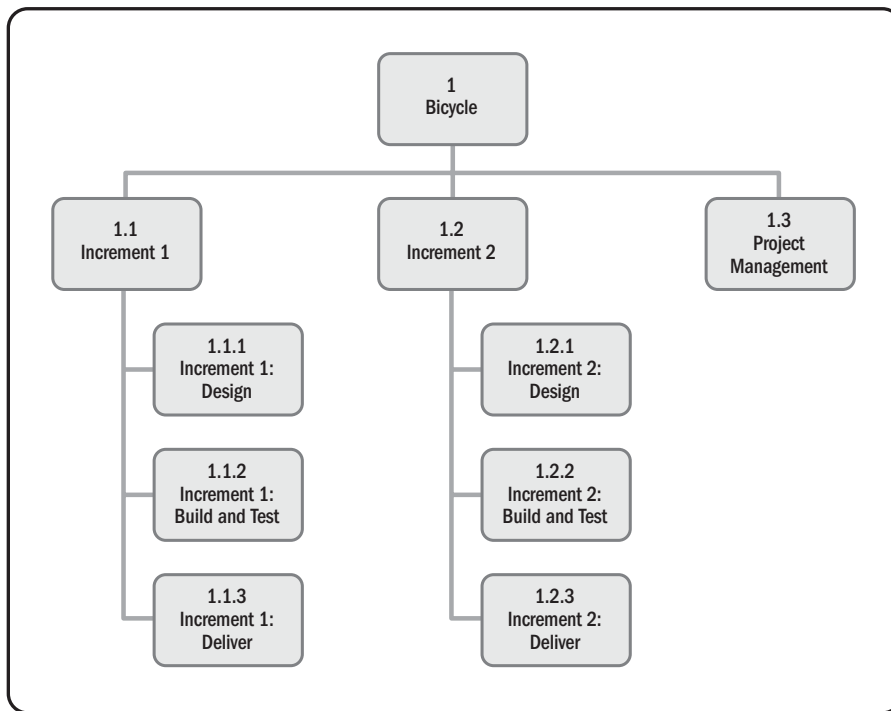 1
Bicycle
1.1
Increment 1
1.2
Increment 2
1.3
Project
Management
1.1.1
Increment 1:
Design
1.2.1
Increment 2:
Design
1.1.2
Increment 1:
Build and Test
1.2.2
Increment 2:
Build and Test
1.1.3
Increment 1:
Deliver
1.2.3
Increment 2:
Deliver